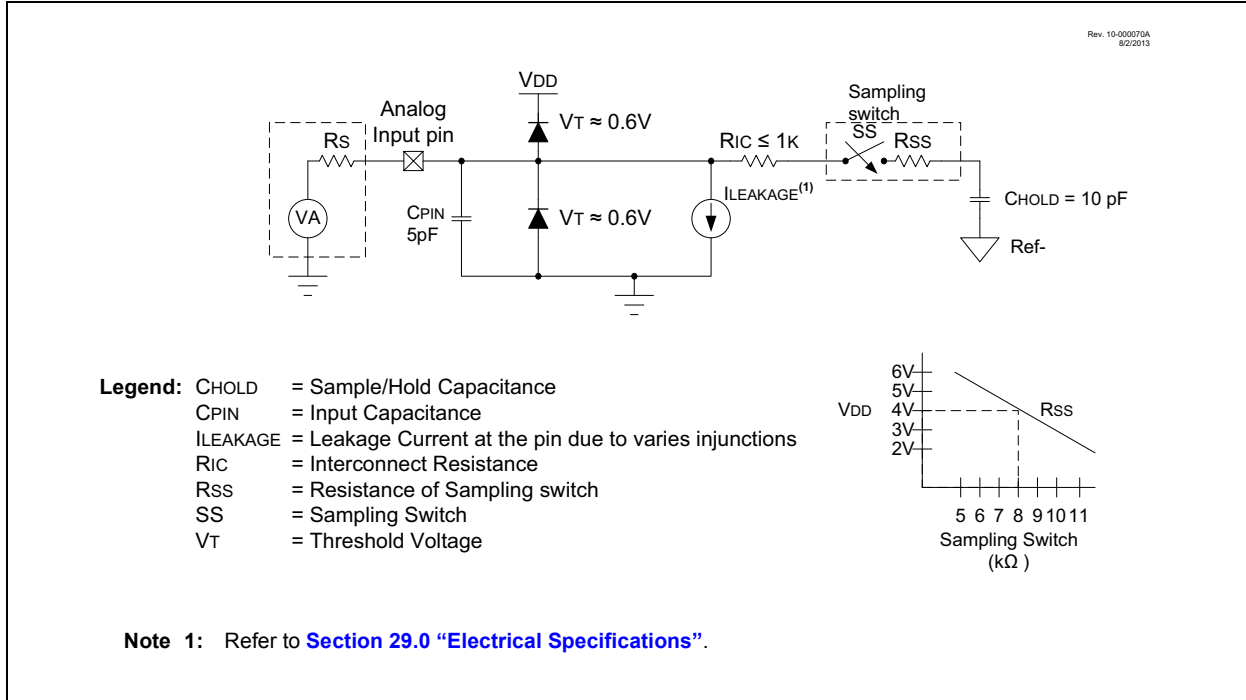 Rev. 10-000070A
8/2/2013
VDD
Analog
Input pin
RS
VT ≈ 0.6V
Sampling
switch
SS
RSS
RIC ≤ 1K
VA
CPIN
5pF
VT ≈ 0.6V
ILEAKAGE(1)
CHOLD = 10 pF
Ref-
Legend: CHOLD = Sample/Hold Capacitance
CPIN = Input Capacitance
ILEAKAGE = Leakage Current at the pin due to varies injunctions
RIC = Interconnect Resistance
RSS = Resistance of Sampling switch
SS = Sampling Switch
VT = Threshold Voltage
6V
5V
VDD 4V
3V
2V
RSS
5 6 7 8 9 10 11
Sampling Switch
(kΩ )
Note 1: Refer to Section 29.0 “Electrical Specifications”.